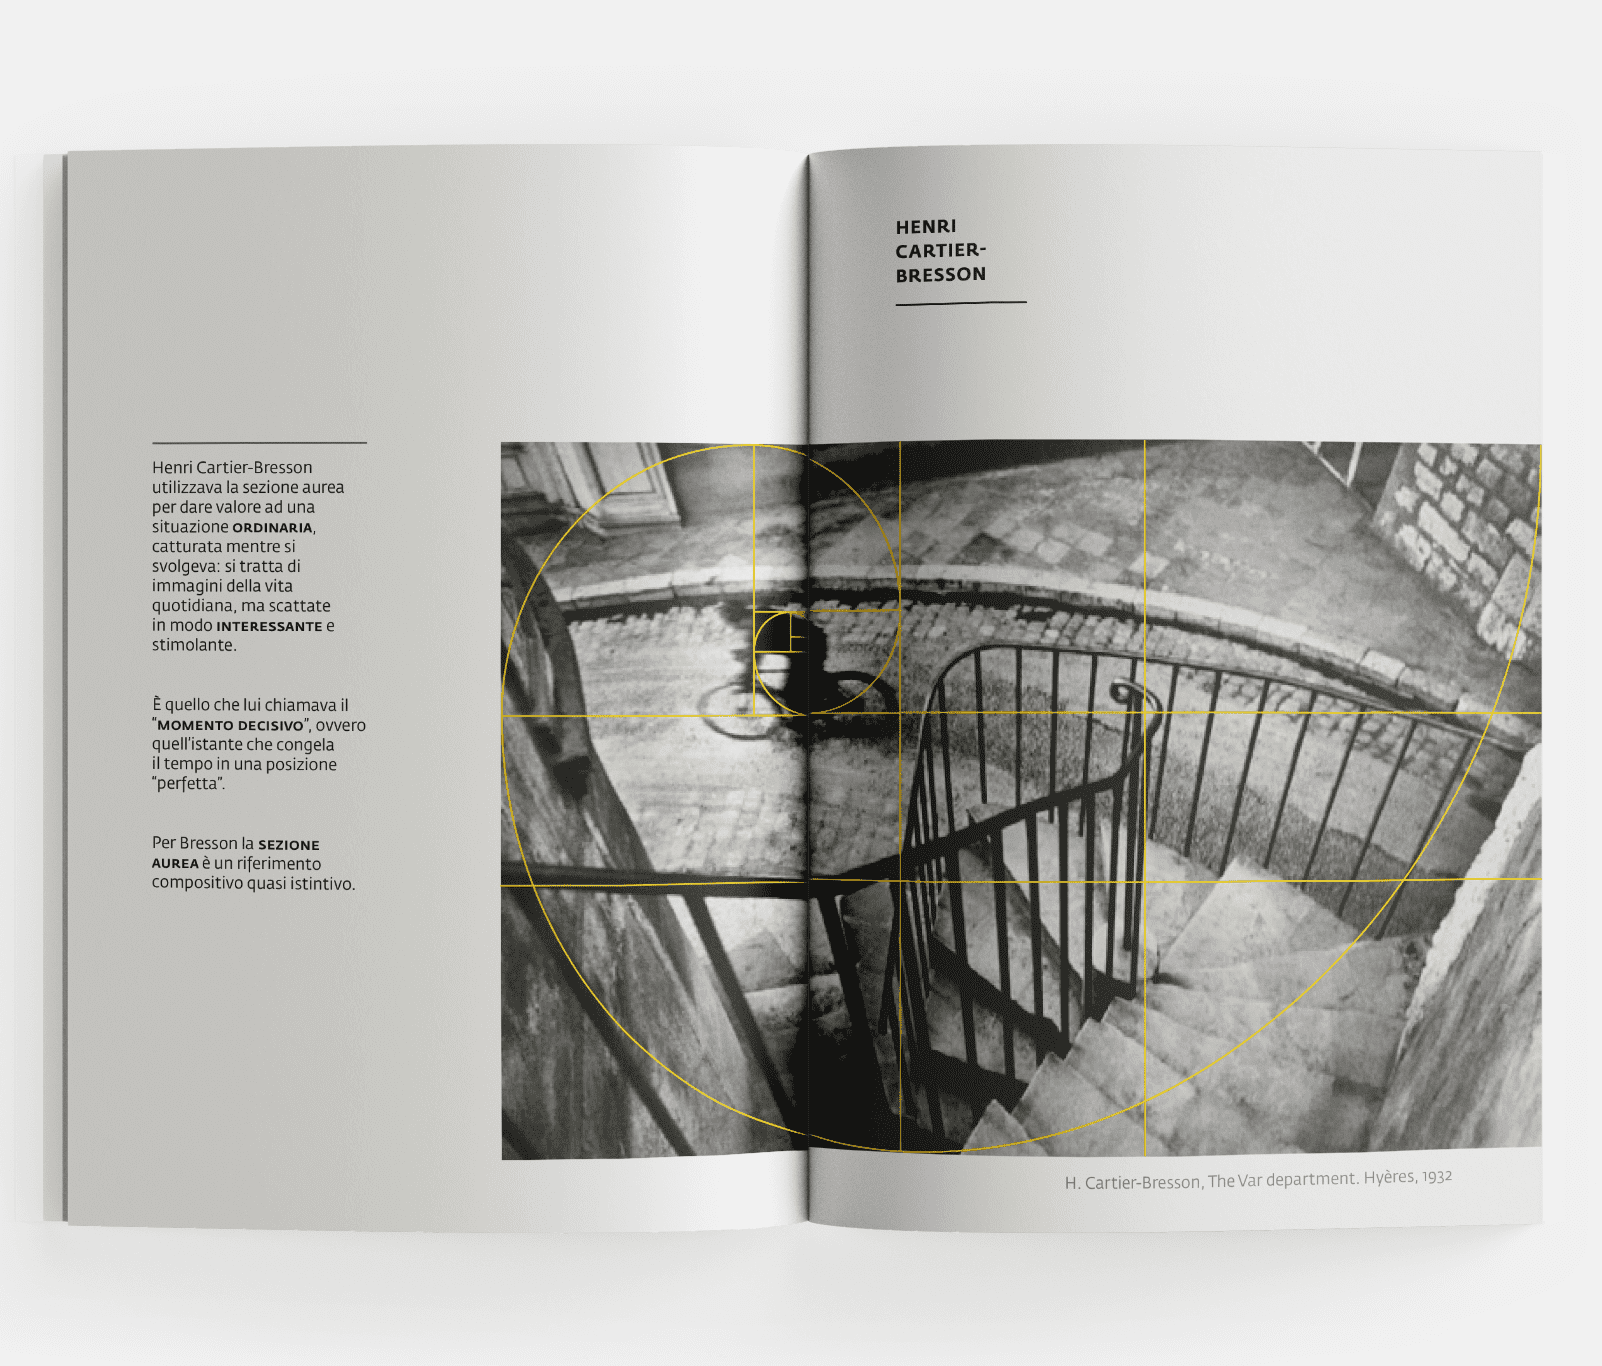 Henri Cartier-Bresson
utilizzava la sezione aurea
per dare valore ad una
situazione ORDINARIA,
catturata mentre si
svolgeva: si tratta di
immagini della vita
quotidiana, ma scattate
in modo INTERESSANTE e
stimolante.
È quello che lui chiamava il
“MOMENTO DECISIVO”, ovvero
quell’istante che congela
il tempo in una posizione
“perfetta”.
Per Bresson la SEZIONE
AUREA è un riferimento
compositivo quasi istintivo.
HENRI
CARTIER-
BRESSON
H. Cartier-Bresson, The Var department. Hyères, 1932